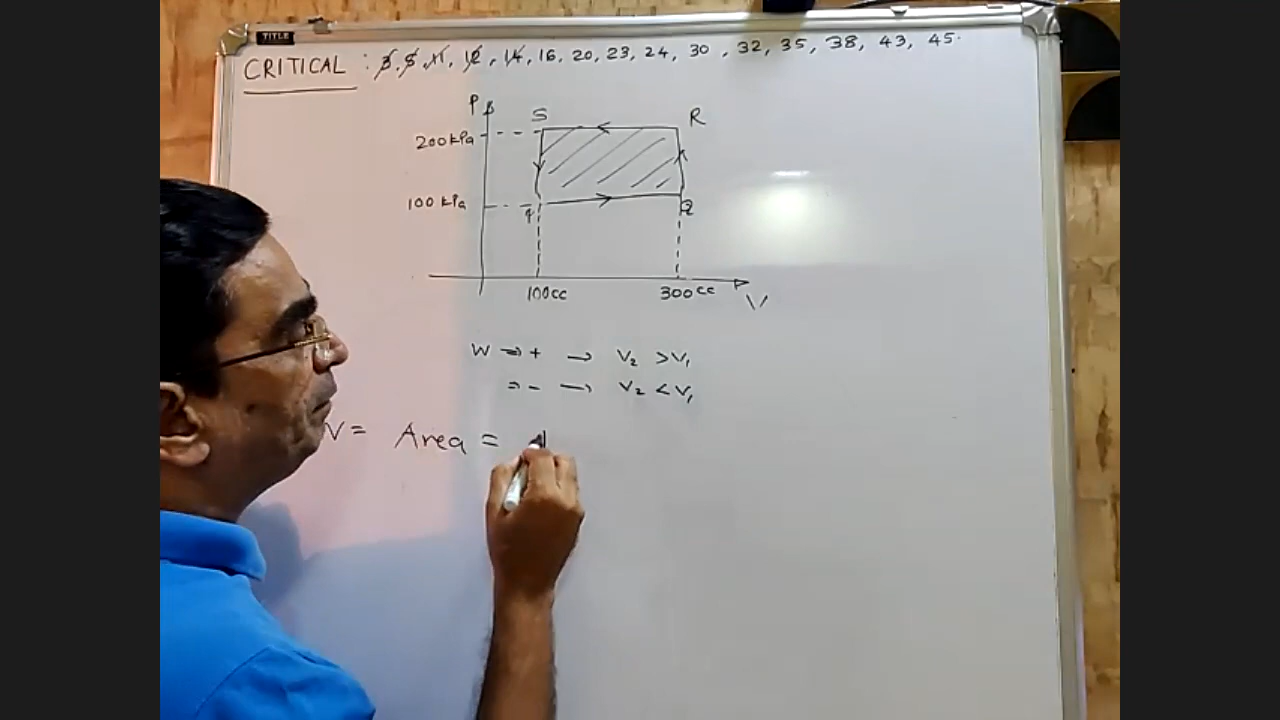 TITLE
CRITICAL : 3, 5, 11, 12, 14, 16, 20, 23, 24, 30, 32, 35, 38, 43, 45.
P
S
R
200 kPa
100 kPa
Q
100cc
300cc
V
W ⇒ + → V₂ > V₁
⇒ - → V₂ < V₁
= Area =